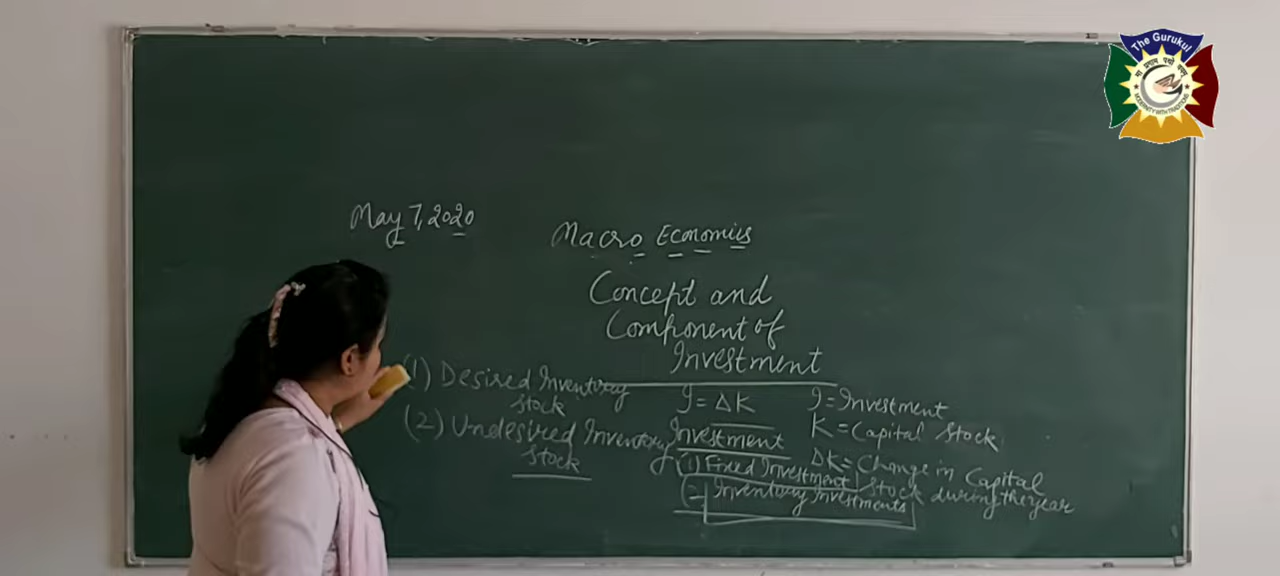 The Gurukul
May 7, 2020
Macro Economics
Concept and
Component of
Investment
(1) Desired Inventory
stock
(2) Undesired Inventory
stock
I = ΔK
Investment
(1) Fixed Investment
(2) Inventory Investments
I = Investment
K = Capital Stock
ΔK = Change in Capital
Stock during the year